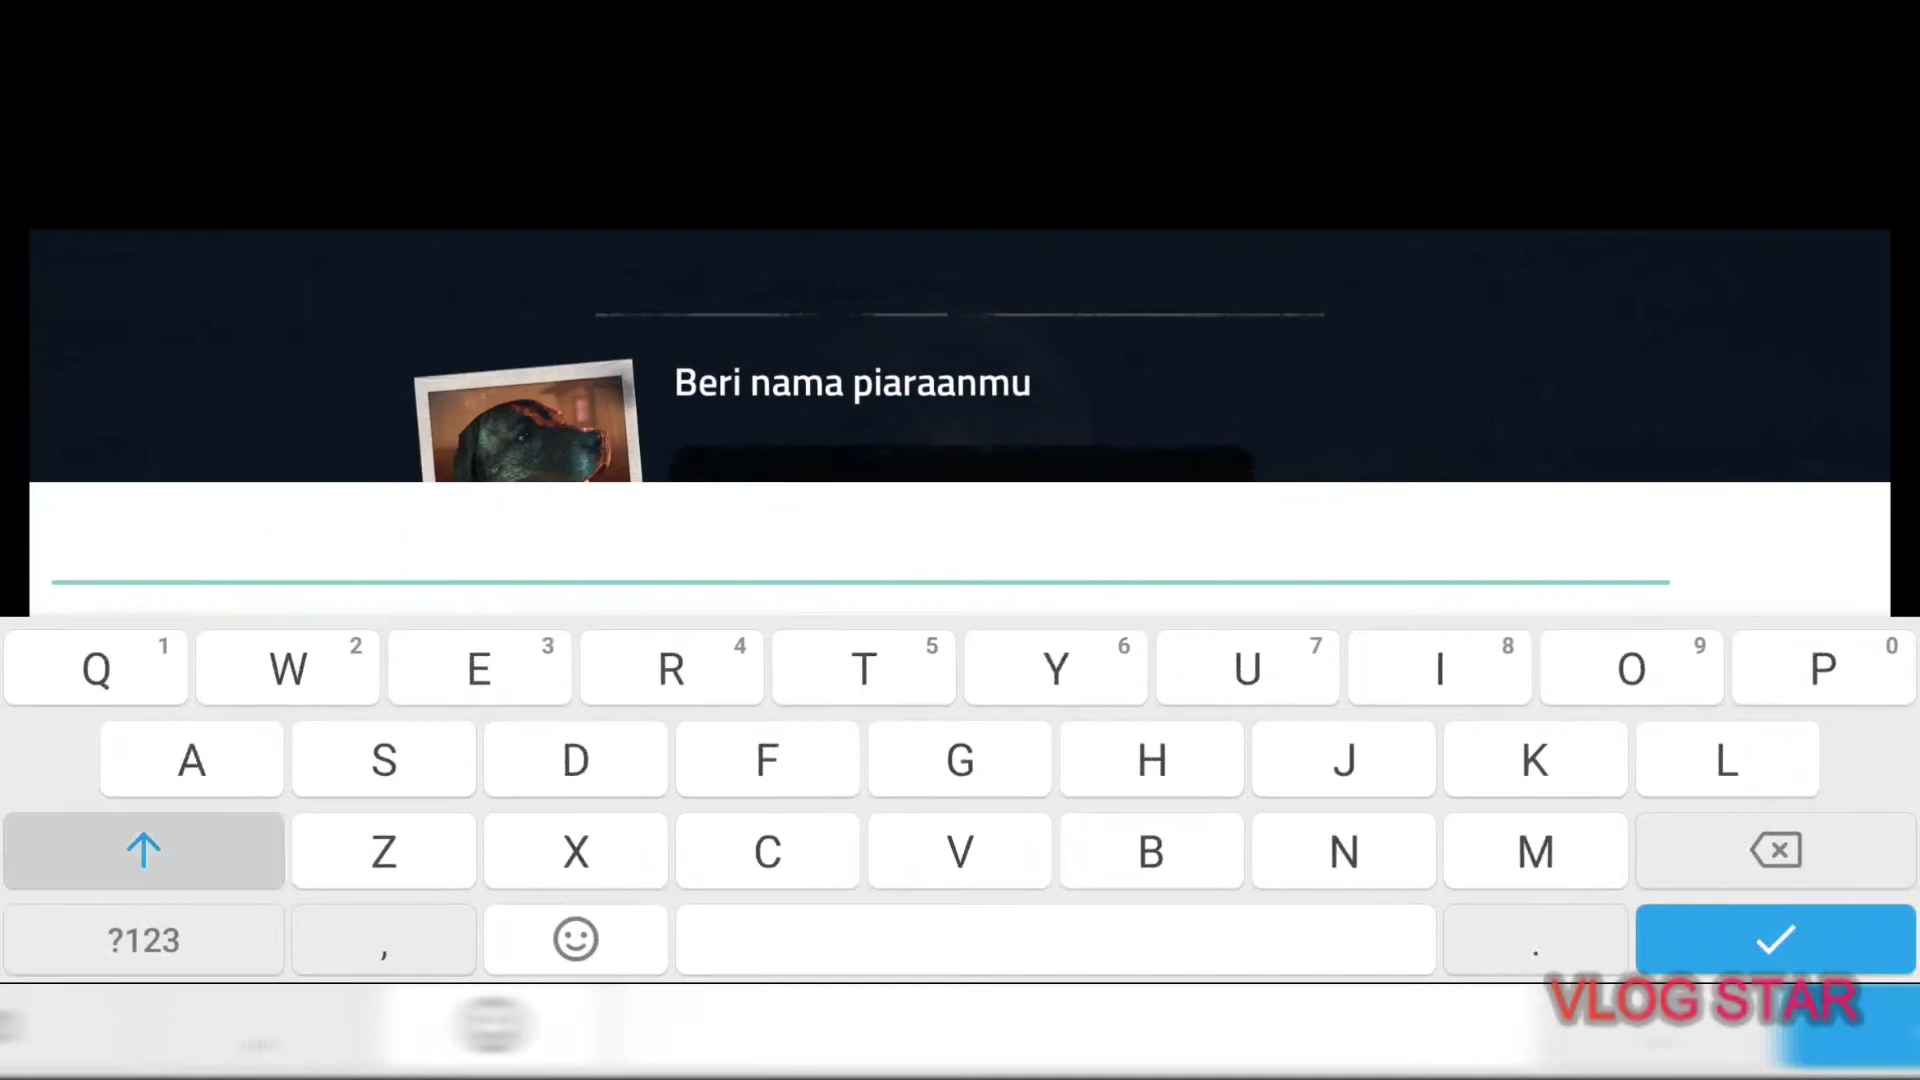 Beri nama piaraanmu
Q 1 W 2 E 3 R 4 T 5 Y 6 U 7 I 8 O 9 P 0
A S D F G H J K L
Z X C V B N M
?123 , .
VLOG STAR